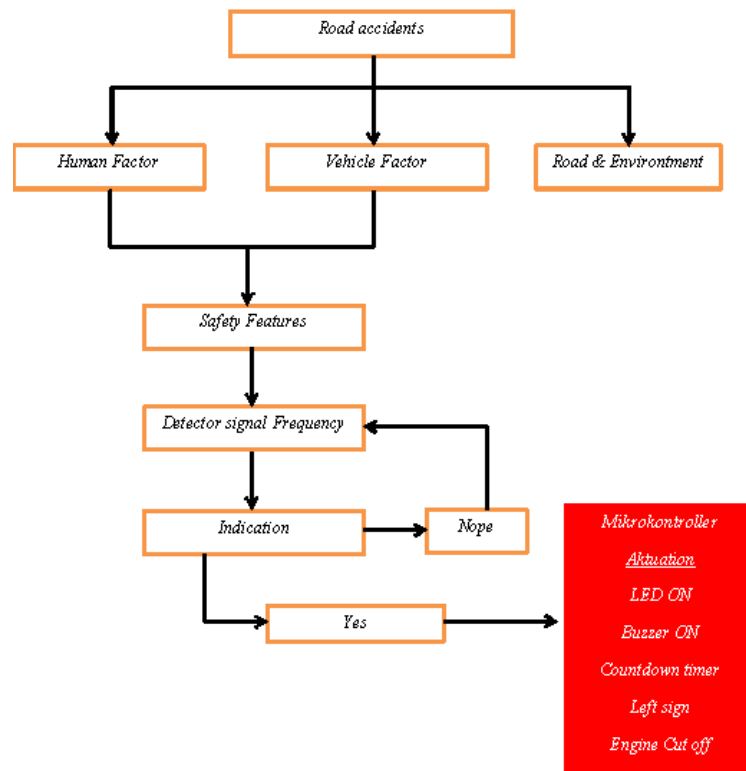 Road accidents
Human Factor
Vehicle Factor
Road & Environtment
Safety Features
Detector signal Frequency
Indication
Nope
Yes
Mikrokontroller
Aktuation
LED ON
Buzzer ON
Countdown timer
Left sign
Engine Cut off